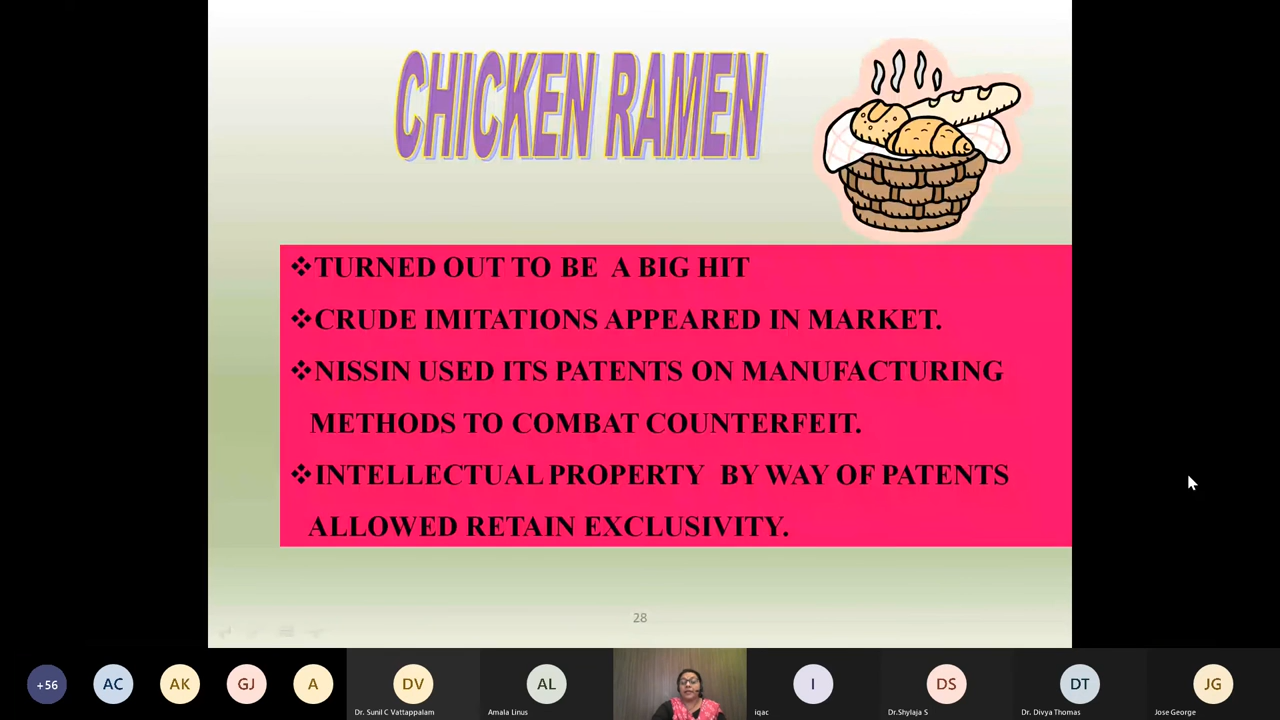 CHICKEN RAMEN
❖TURNED OUT TO BE A BIG HIT
❖CRUDE IMITATIONS APPEARED IN MARKET.
❖NISSIN USED ITS PATENTS ON MANUFACTURING
METHODS TO COMBAT COUNTERFEIT.
❖INTELLECTUAL PROPERTY BY WAY OF PATENTS
ALLOWED RETAIN EXCLUSIVITY.
28
+56
AC
AK
GJ
A
DV
AL
I
DS
DT
JG
Dr. Sunil C Vattappalam
Amala Linus
iqac
Dr.Shylaja S
Dr. Divya Thomas
Jose George